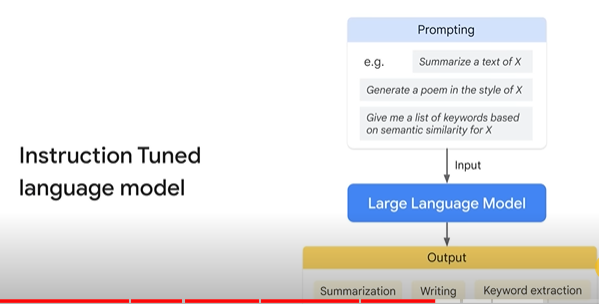 Prompting
e.g.
Summarize a text of X
Generate a poem in the style of X
Give me a list of keywords based
on semantic similarity for X
Instruction Tuned
language model
Input
Large Language Model
Output
Summarization
Writing
Keyword extraction